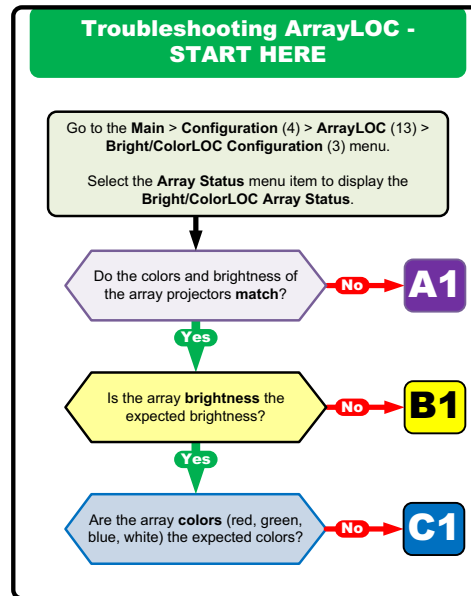 Troubleshooting ArrayLOC -
START HERE
Go to the Main > Configuration (4) > ArrayLOC (13) >
Bright/ColorLOC Configuration (3) menu.
Select the Array Status menu item to display the
Bright/ColorLOC Array Status.
Do the colors and brightness of
the array projectors match?
No
A1
Yes
Is the array brightness the
expected brightness?
No
B1
Yes
Are the array colors (red, green,
blue, white) the expected colors?
No
C1